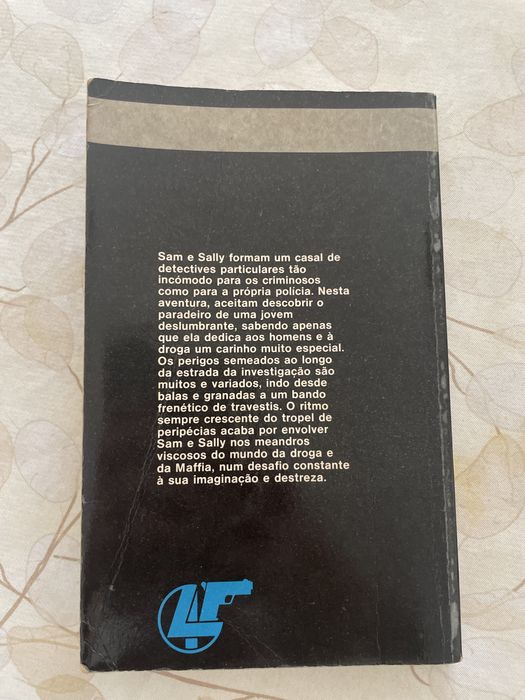 Sam e Sally formam um casal de
detectives particulares tão
incómodo para os criminosos
como para a própria polícia. Nesta
aventura, aceitam descobrir o
paradeiro de uma jovem
deslumbrante, sabendo apenas
que ela dedica aos homens e à
droga um carinho muito especial.
Os perigos semeados ao longo
da estrada da investigação são
muitos e variados, indo desde
balas e granadas a um bando
frenético de travestis. O ritmo
sempre crescente do tropel de
peripécias acaba por envolver
Sam e Sally nos meandros
viscosos do mundo da droga e
da Maffia, num desafio constante
à sua imaginação e destreza.